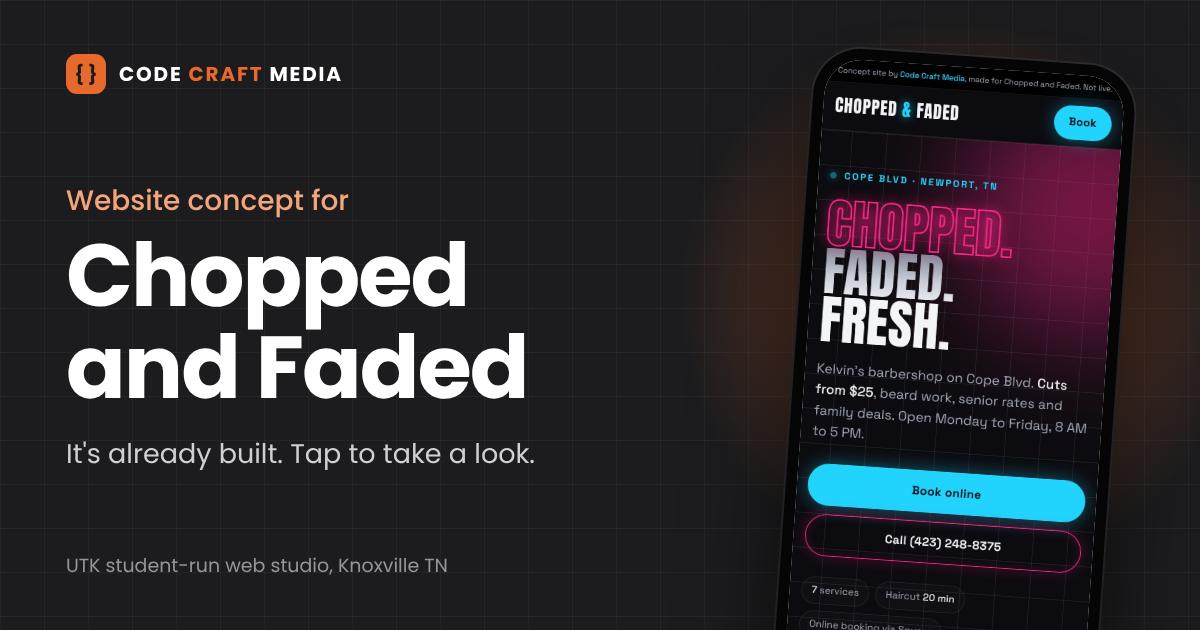 { } CODE CRAFT MEDIA
Website concept for
Chopped
and Faded
It's already built. Tap to take a look.
UTK student-run web studio, Knoxville TN
Concept site by Code Craft Media, made for Chopped and Faded. Not live.
CHOPPED & FADED
Book
COPE BLVD · NEWPORT, TN
CHOPPED.
FADED.
FRESH.
Kelvin's barbershop on Cope Blvd. Cuts
from $25, beard work, senior rates and
family deals. Open Monday to Friday, 8 AM
to 5 PM.
Book online
Call (423) 248-8375
7 services
Haircut 20 min
Online booking via